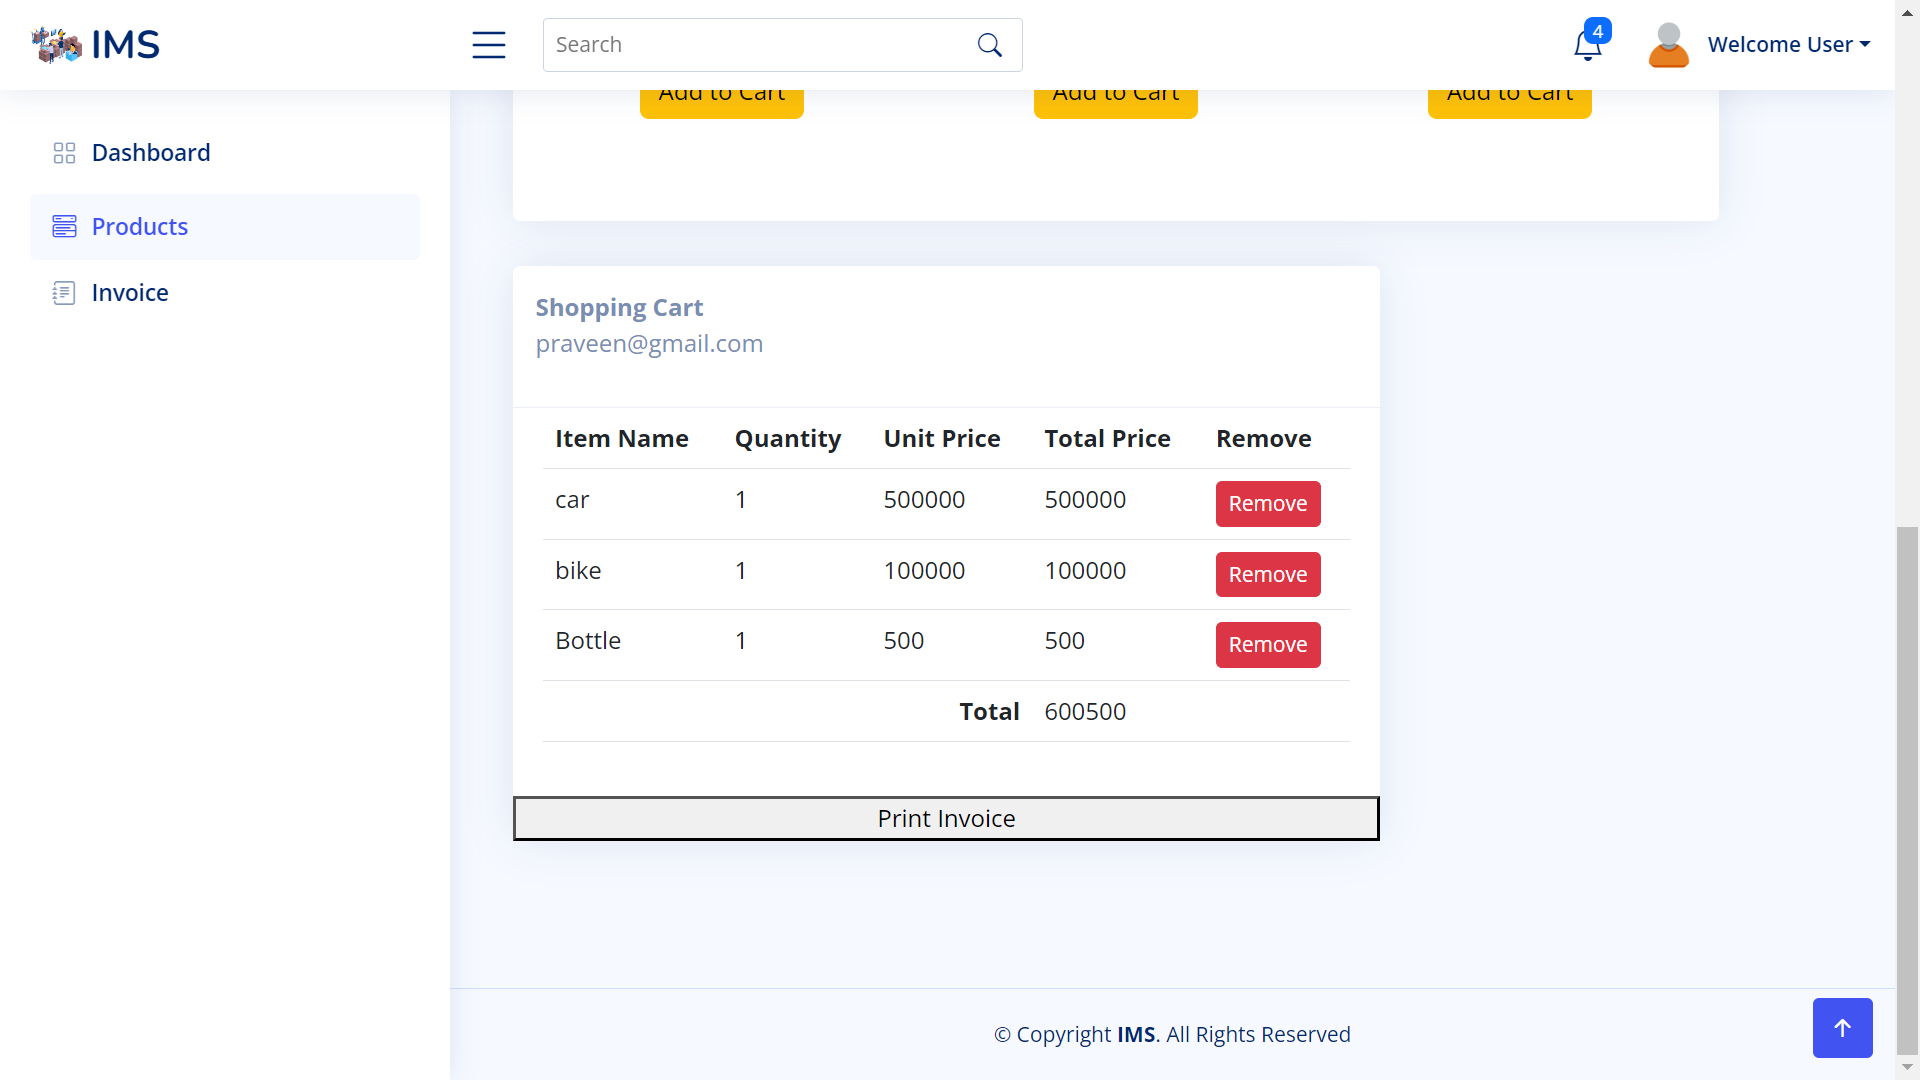 IMS
Search
4
Welcome User
Dashboard
Products
Invoice
Add to Cart Add to Cart Add to Cart
Shopping Cart
praveen@gmail.com
Item Name Quantity Unit Price Total Price Remove
car 1 500000 500000 Remove
bike 1 100000 100000 Remove
Bottle 1 500 500 Remove
Total 600500
Print Invoice
© Copyright IMS. All Rights Reserved